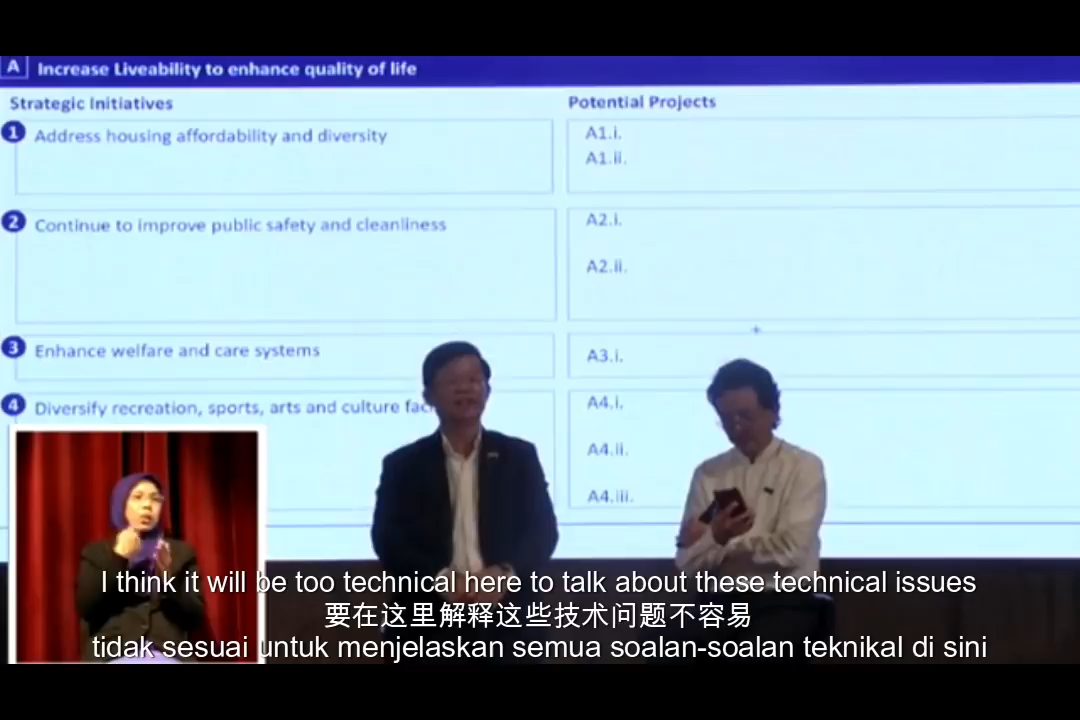 A Increase Liveability to enhance quality of life
Strategic Initiatives
Potential Projects
1 Address housing affordability and diversity
A1.i.
A1.ii.
2 Continue to improve public safety and cleanliness
A2.i.
A2.ii.
3 Enhance welfare and care systems
A3.i.
4 Diversify recreation, sports, arts and culture
A4.i.
A4.ii.
A4.iii.
I think it will be too technical here to talk about these technical issues
要在这里解释这些技术问题不容易
tidak sesuai untuk menjelaskan semua soalan-soalan teknikal di sini